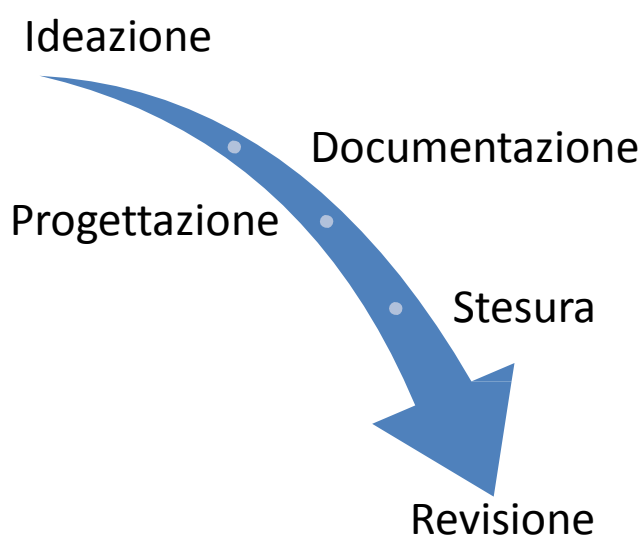 Ideazione
Documentazione
Progettazione
Stesura
Revisione